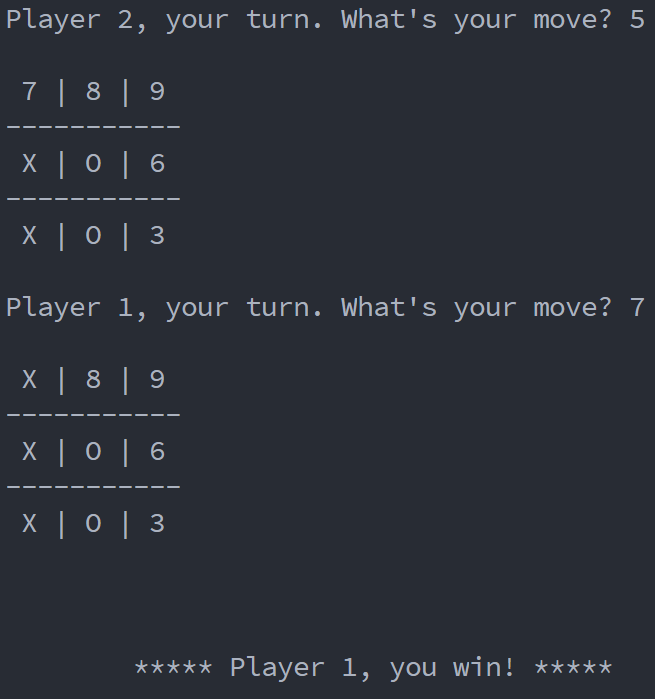 Player 2, your turn. What's your move? 5
7 | 8 | 9
-----------
X | O | 6
-----------
X | O | 3
Player 1, your turn. What's your move? 7
X | 8 | 9
-----------
X | O | 6
-----------
X | O | 3
***** Player 1, you win! *****